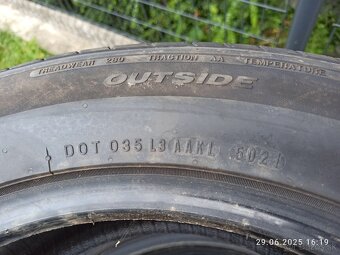 TREADWEAR 280 TRACTION AA TEMPERATURE
OUTSIDE
DOT 035 L3 AAKL 5021
29.06.2025 16:19